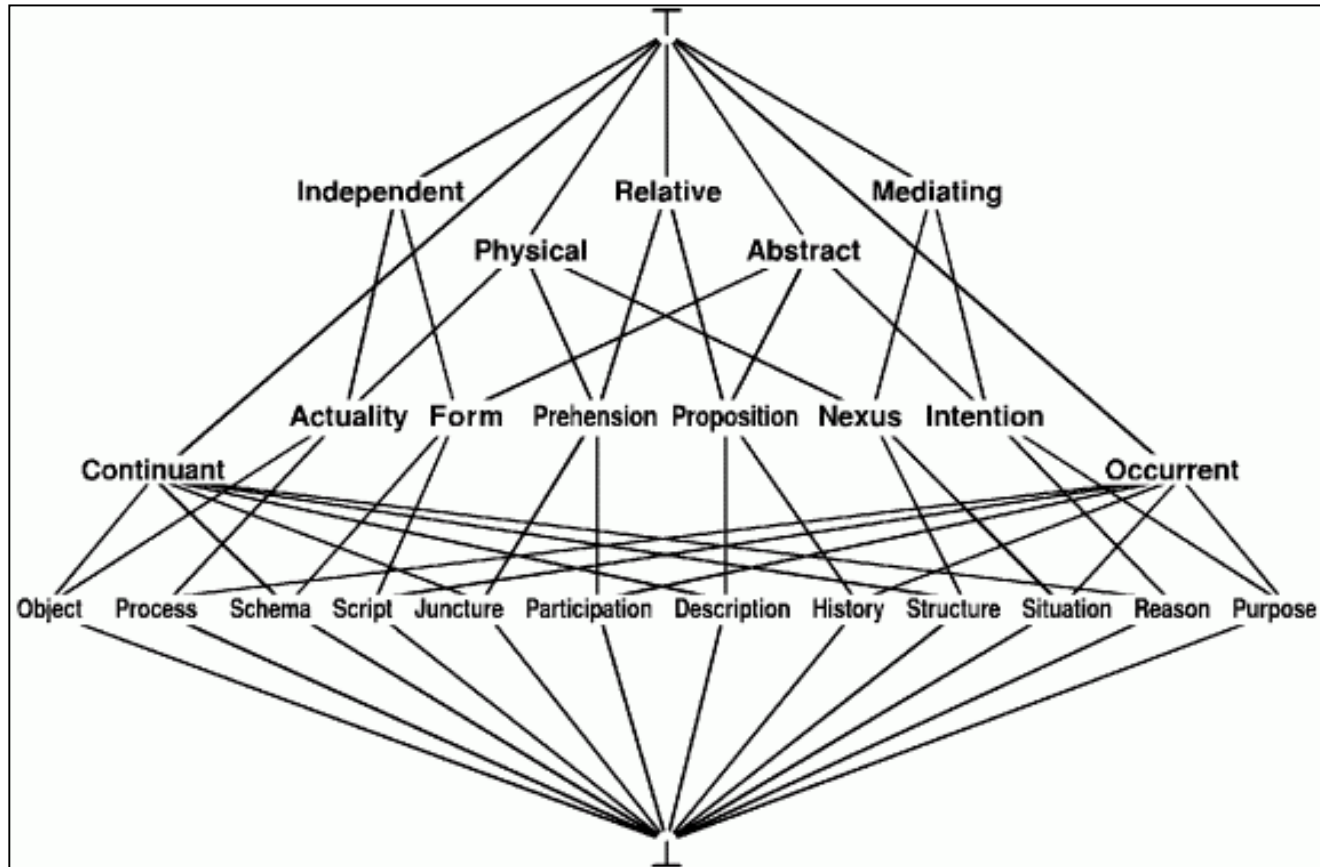 ⊤
Independent Relative Mediating
Physical Abstract
Actuality Form Prehension Proposition Nexus Intention
Continuant Occurrent
Object Process Schema Script Juncture Participation Description History Structure Situation Reason Purpose
⊥